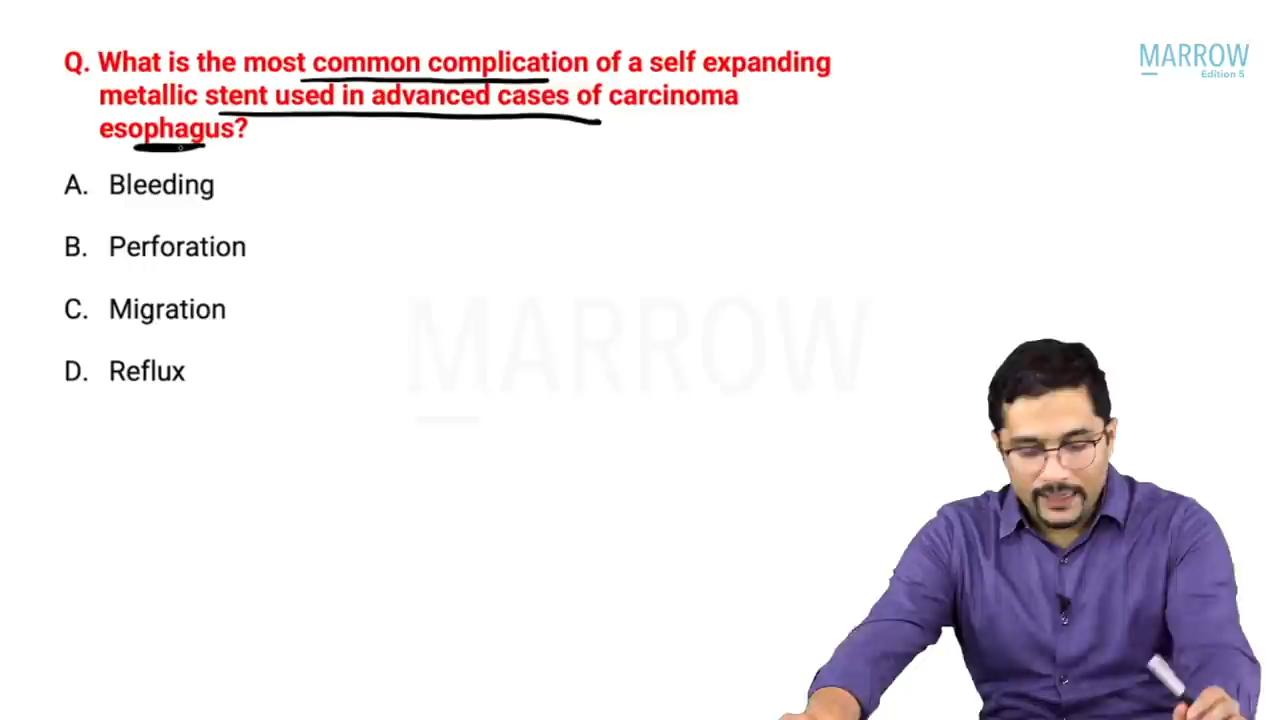 MARROW
Edition 5
Q. What is the most common complication of a self expanding
metallic stent used in advanced cases of carcinoma
esophagus?
A. Bleeding
B. Perforation
C. Migration
D. Reflux
MARROW